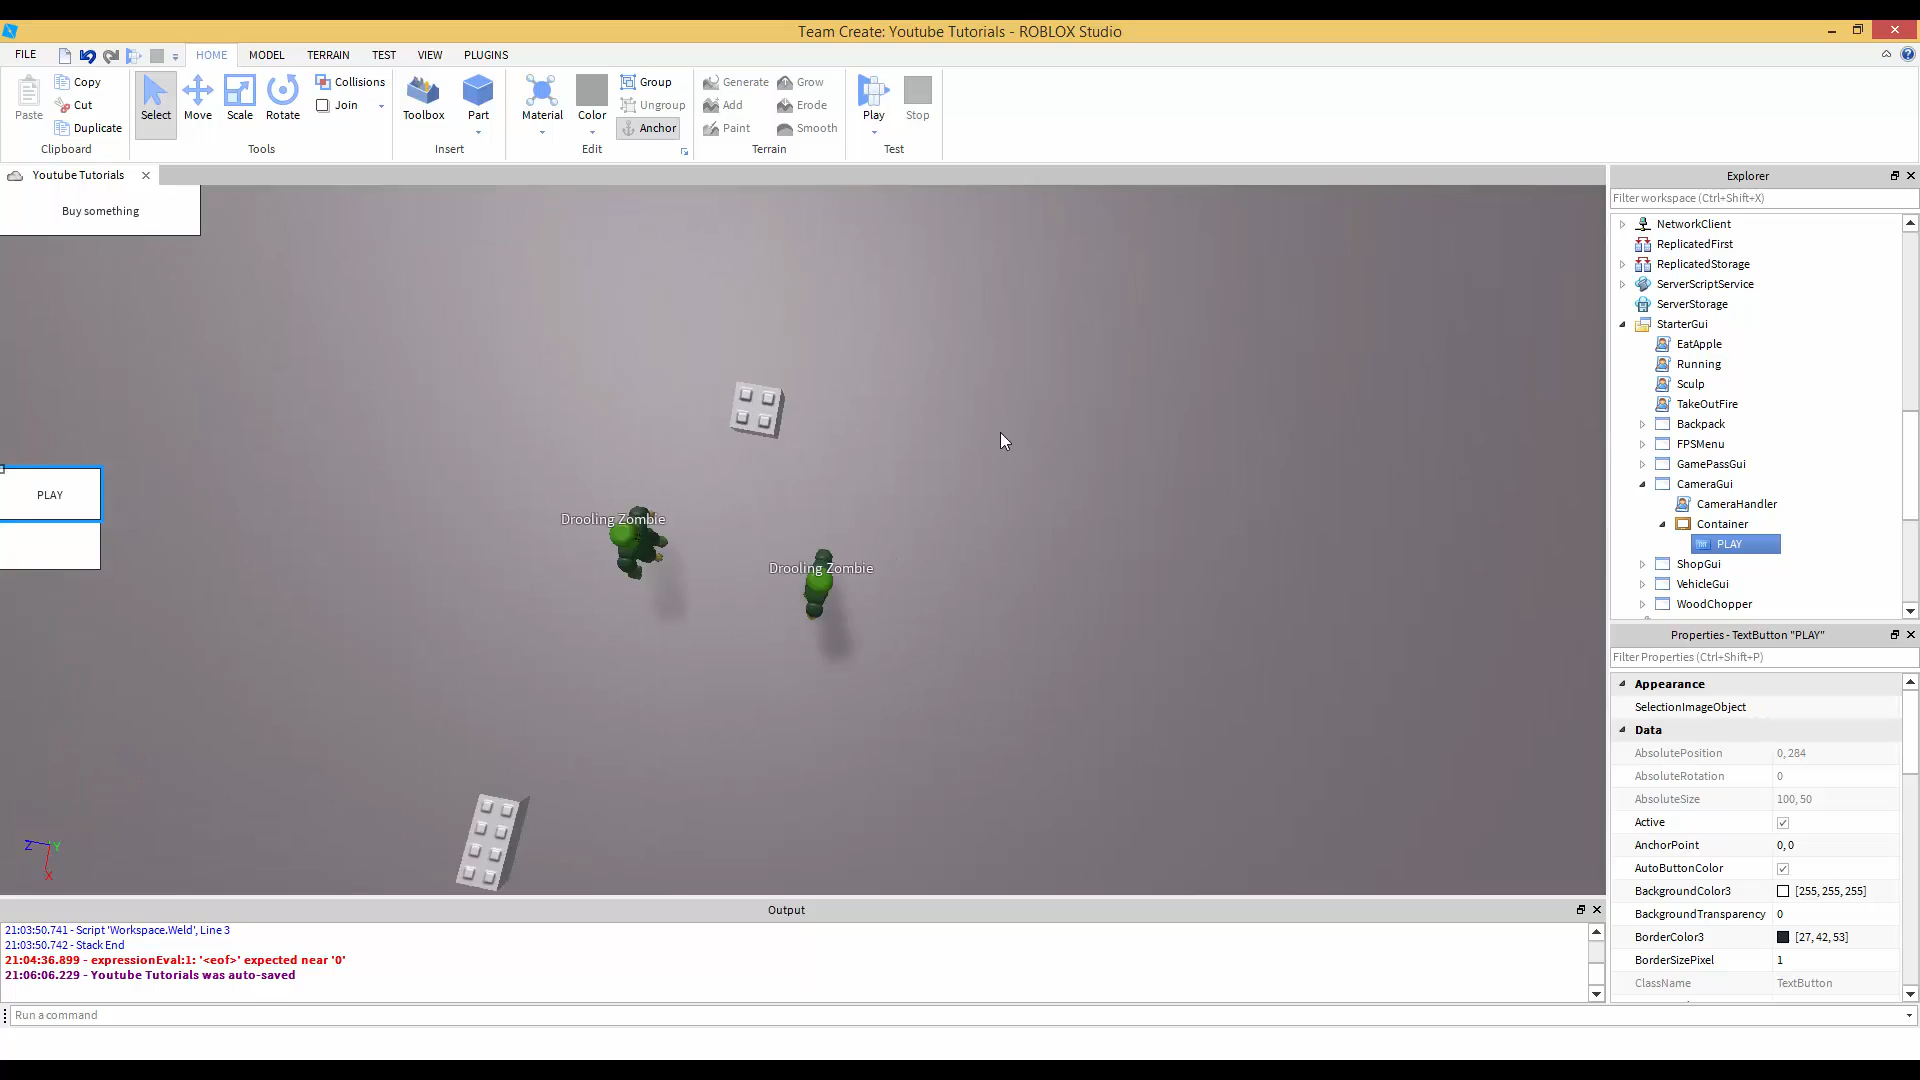 Team Create: Youtube Tutorials - ROBLOX Studio
FILE
HOME
MODEL
TERRAIN
TEST
VIEW
PLUGINS
Paste
Copy
Cut
Duplicate
Clipboard
Select
Move
Scale
Rotate
Collisions
Join
Tools
Toolbox
Part
Insert
Material
Color
Group
Ungroup
Anchor
Edit
Generate
Grow
Add
Erode
Paint
Smooth
Terrain
Play
Stop
Test
Youtube Tutorials
Buy something
PLAY
Drooling Zombie
Drooling Zombie
Z
Y
X
Explorer
Filter workspace (Ctrl+Shift+X)
NetworkClient
ReplicatedFirst
ReplicatedStorage
ServerScriptService
ServerStorage
StarterGui
EatApple
Running
Sculp
TakeOutFire
Backpack
FPSMenu
GamePassGui
CameraGui
CameraHandler
Container
PLAY
ShopGui
VehicleGui
WoodChopper
Properties - TextButton "PLAY"
Filter Properties (Ctrl+Shift+P)
Appearance
SelectionImageObject
Data
AbsolutePosition 0, 284
AbsoluteRotation 0
AbsoluteSize 100, 50
Active
AnchorPoint 0, 0
AutoButtonColor
BackgroundColor3 [255, 255, 255]
BackgroundTransparency 0
BorderColor3 [27, 42, 53]
BorderSizePixel 1
ClassName TextButton
Output
21:03:50.741 - Script 'Workspace.Weld', Line 3
21:03:50.742 - Stack End
21:04:36.899 - expressionEval:1: '<eof>' expected near '0'
21:06:06.229 - Youtube Tutorials was auto-saved
Run a command